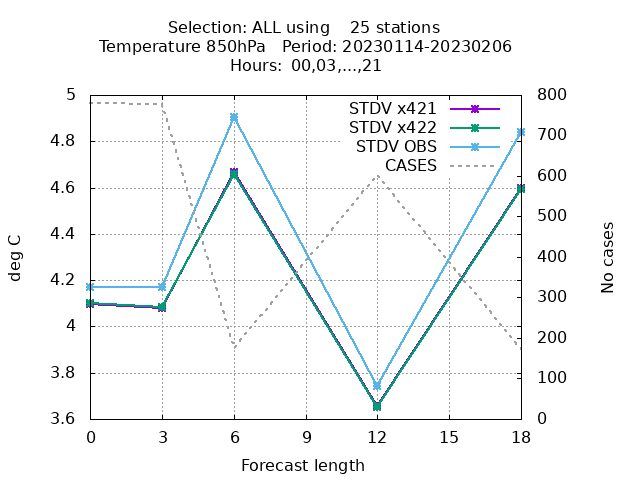 Selection: ALL using    25 stations
Temperature 850hPa   Period: 20230114-20230206
Hours:  00,03,...,21
STDV x421
STDV x422
STDV OBS
CASES
5
4.8
4.6
4.4
4.2
4
3.8
3.6
800
700
600
500
400
300
200
100
0
deg C
No cases
0 3 6 9 12 15 18
Forecast length